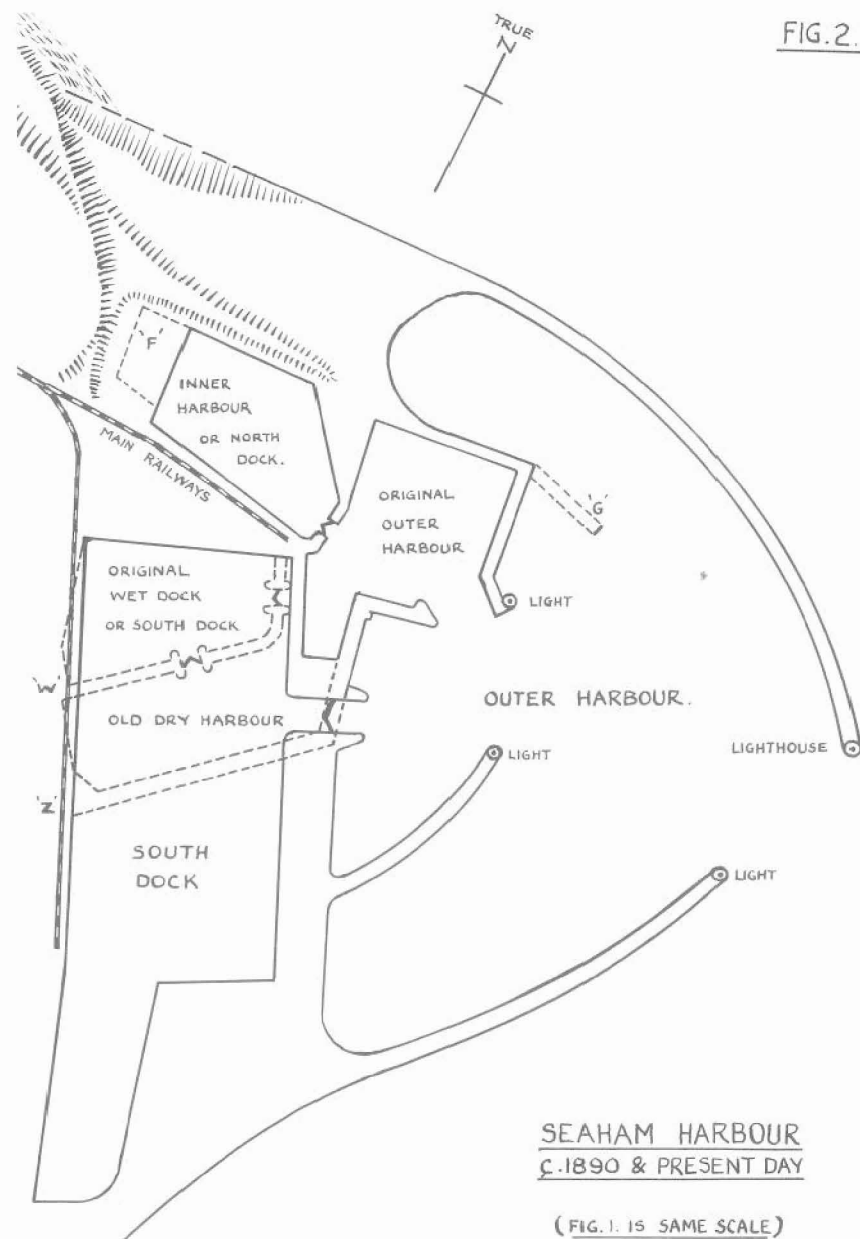 FIG.2.
TRUE
N
'F'
INNER
HARBOUR
OR NORTH
DOCK.
MAIN RAILWAYS
ORIGINAL
OUTER
HARBOUR
'G'
LIGHT
ORIGINAL
WET DOCK
OR SOUTH DOCK
'W'
OLD DRY HARBOUR
OUTER HARBOUR.
LIGHT
LIGHTHOUSE
'Z'
SOUTH
DOCK
LIGHT
SEAHAM HARBOUR
C.1890 & PRESENT DAY
(FIG.1. IS SAME SCALE)